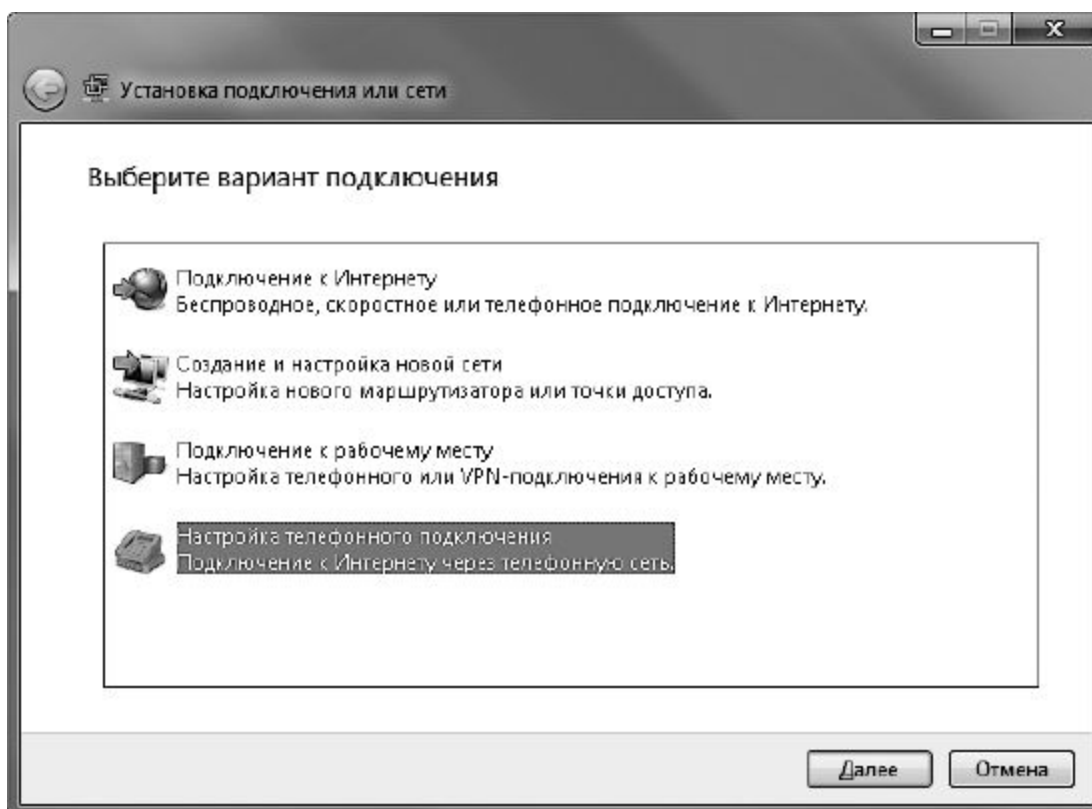 Установка подключения или сети
Выберите вариант подключения
Подключение к Интернету
Беспроводное, скоростное или телефонное подключение к Интернету.
Создание и настройка новой сети
Настройка нового маршрутизатора или точки доступа.
Подключение к рабочему месту
Настройка телефонного или VPN-подключения к рабочему месту.
Настройка телефонного подключения
Подключение к Интернету через телефонную сеть.
Далее
Отмена